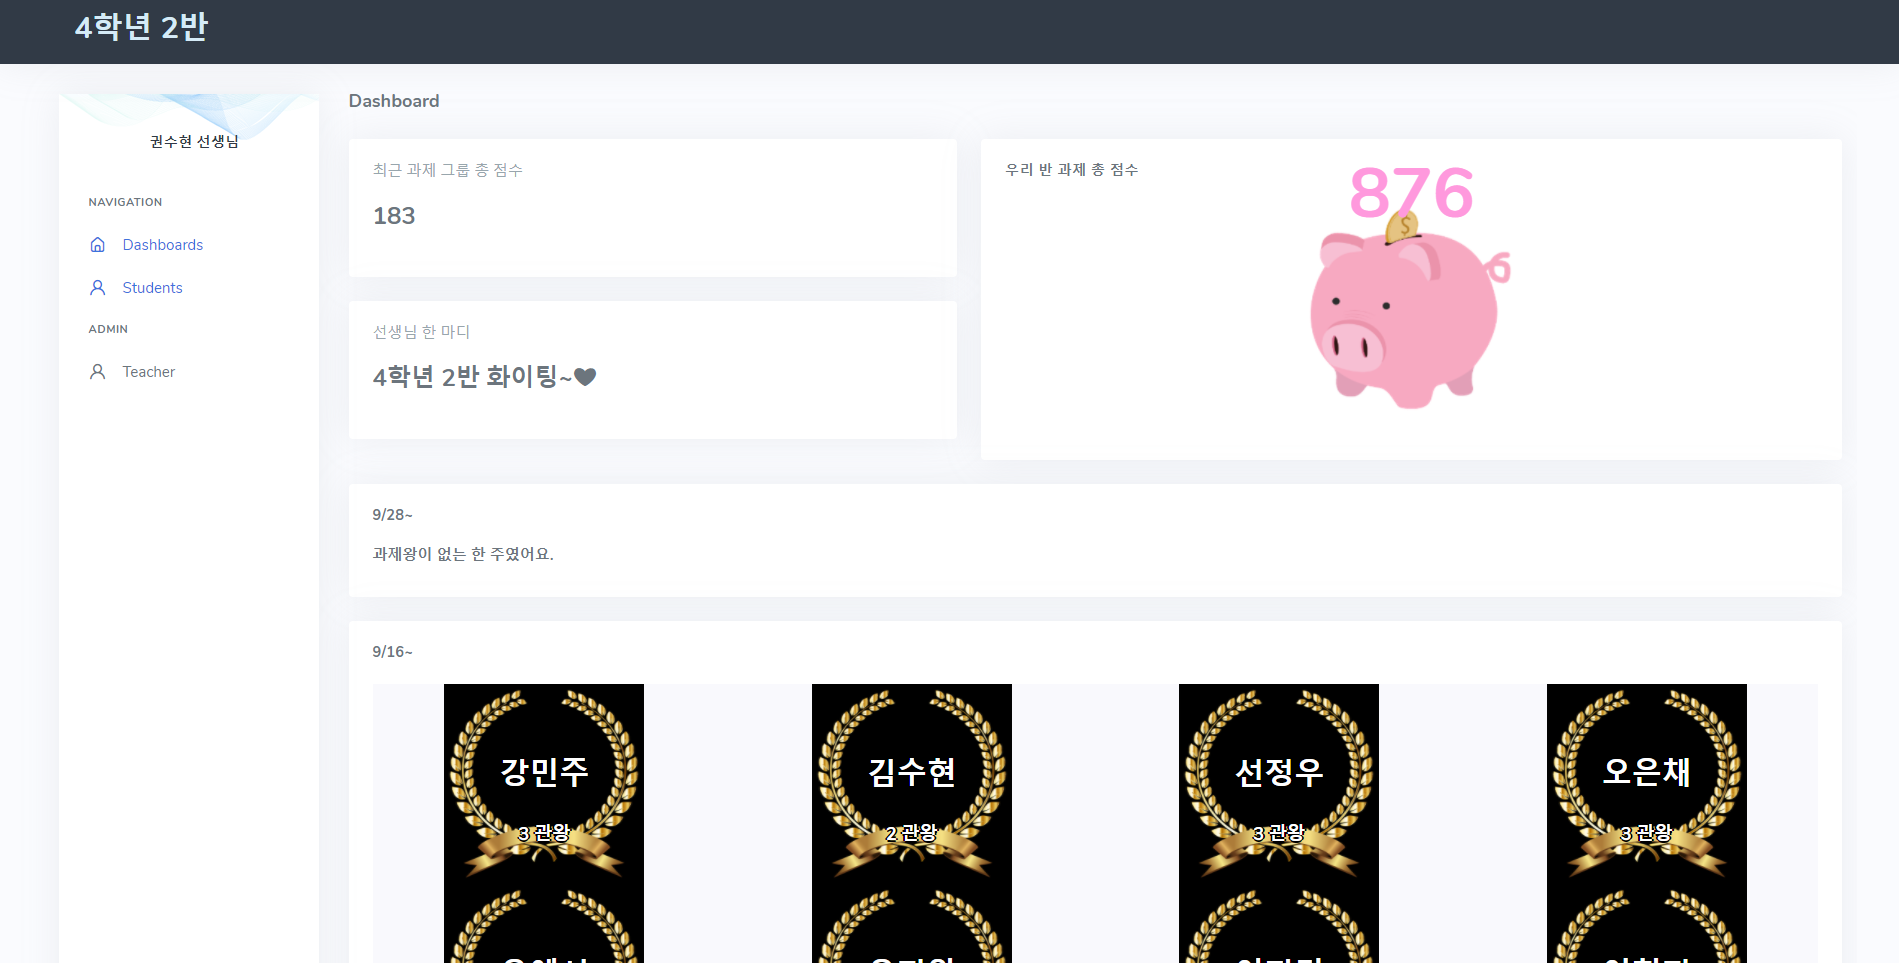 4학년 2반
권수현 선생님
NAVIGATION
Dashboards
Students
ADMIN
Teacher
Dashboard
최근 과제 그룹 총 점수
183
선생님 한 마디
4학년 2반 화이팅~♥
우리 반 과제 총 점수
876
$
9/28~
과제왕이 없는 한 주였어요.
9/16~
강민주
3 관왕
김수현
2 관왕
선정우
3 관왕
오은채
3 관왕